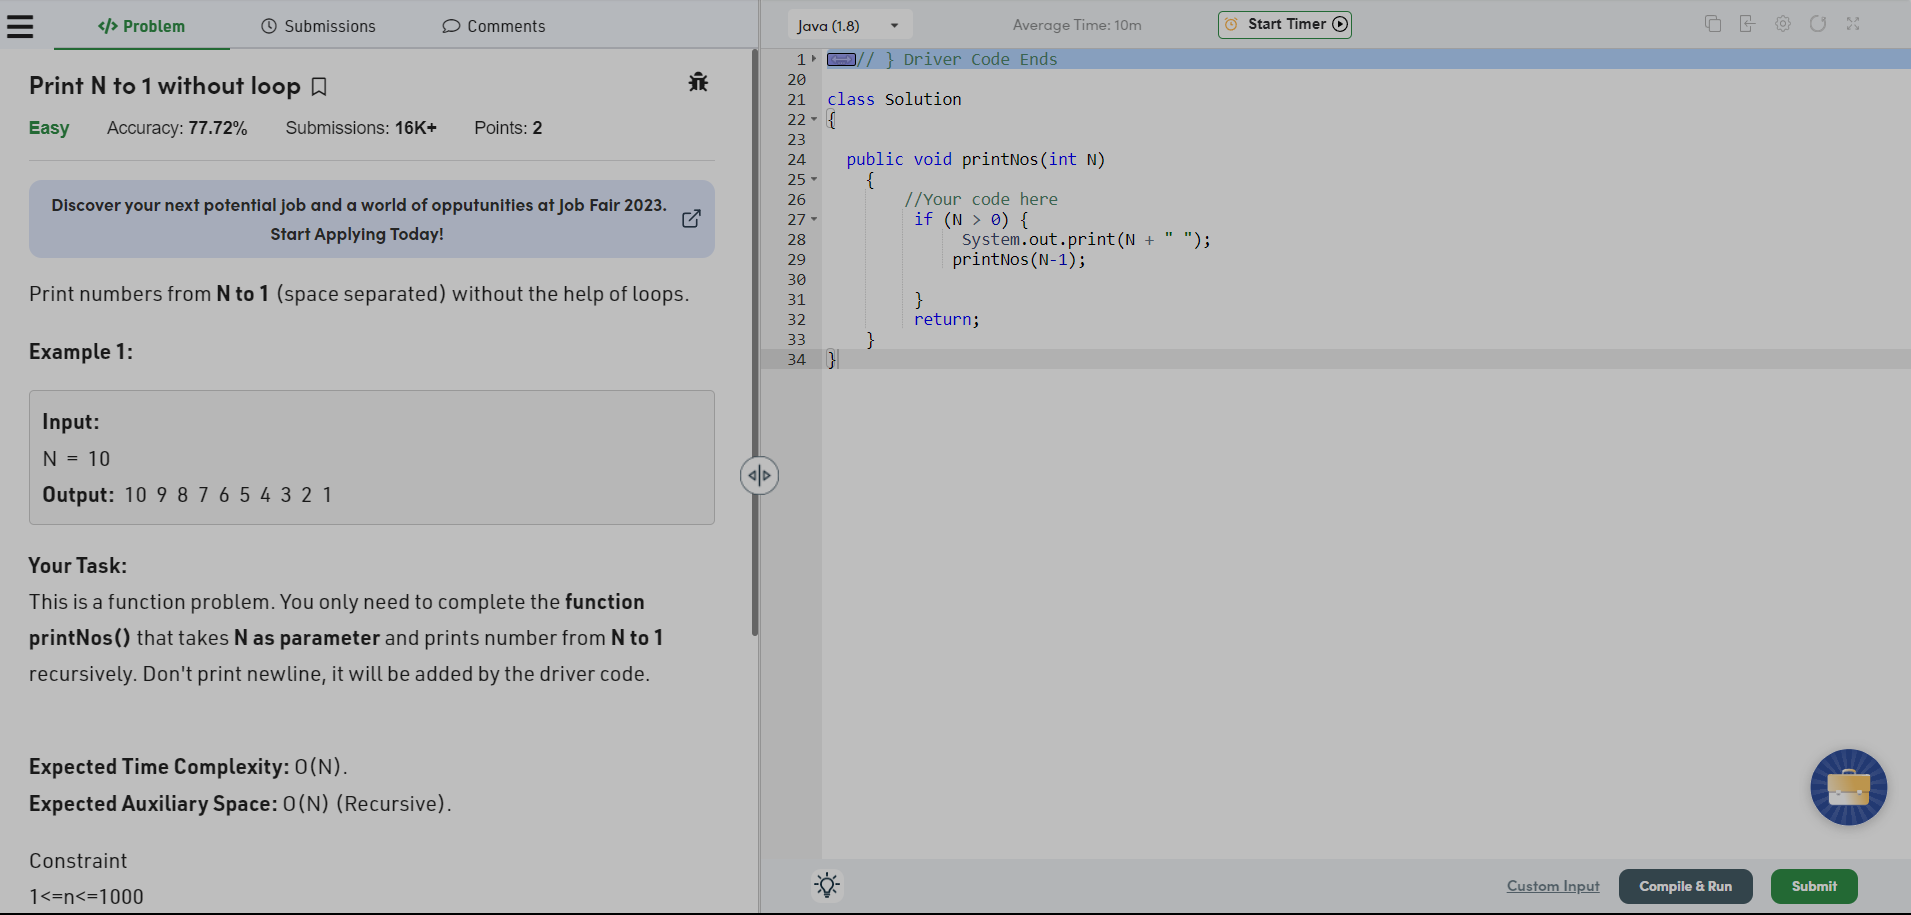 </> Problem
Submissions
Comments
Print N to 1 without loop
Easy Accuracy: 77.72% Submissions: 16K+ Points: 2
Discover your next potential job and a world of opputunities at Job Fair 2023.
Start Applying Today!
Print numbers from N to 1 (space separated) without the help of loops.
Example 1:
Input:
N = 10
Output: 10 9 8 7 6 5 4 3 2 1
Your Task:
This is a function problem. You only need to complete the function
printNos() that takes N as parameter and prints number from N to 1
recursively. Don't print newline, it will be added by the driver code.
Expected Time Complexity: O(N).
Expected Auxiliary Space: O(N) (Recursive).
Constraint
1<=n<=1000
Java (1.8)
Average Time: 10m
Start Timer
1 // } Driver Code Ends
20
21 class Solution
22 {
23
24 public void printNos(int N)
25 {
26 //Your code here
27 if (N > 0) {
28 System.out.print(N + " ");
29 printNos(N-1);
30
31 }
32 return;
33 }
34 }
Custom Input
Compile & Run
Submit